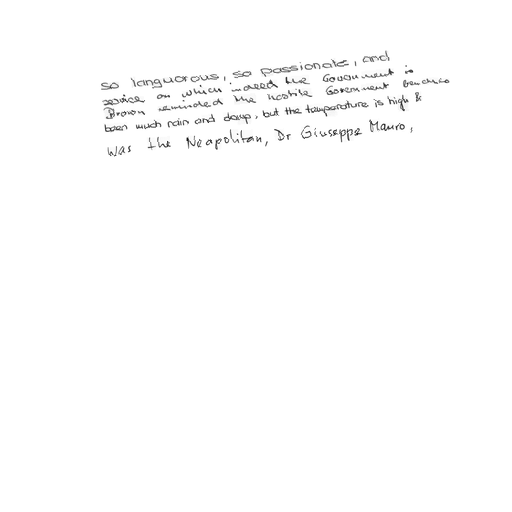 so languorous, so passionate, and
service on which indeed the Government is
Brown reminded the hostile Government benches
been much rain and damp, but the temperature is high &
was the Neapolitan, Dr Giuseppe Mauro,